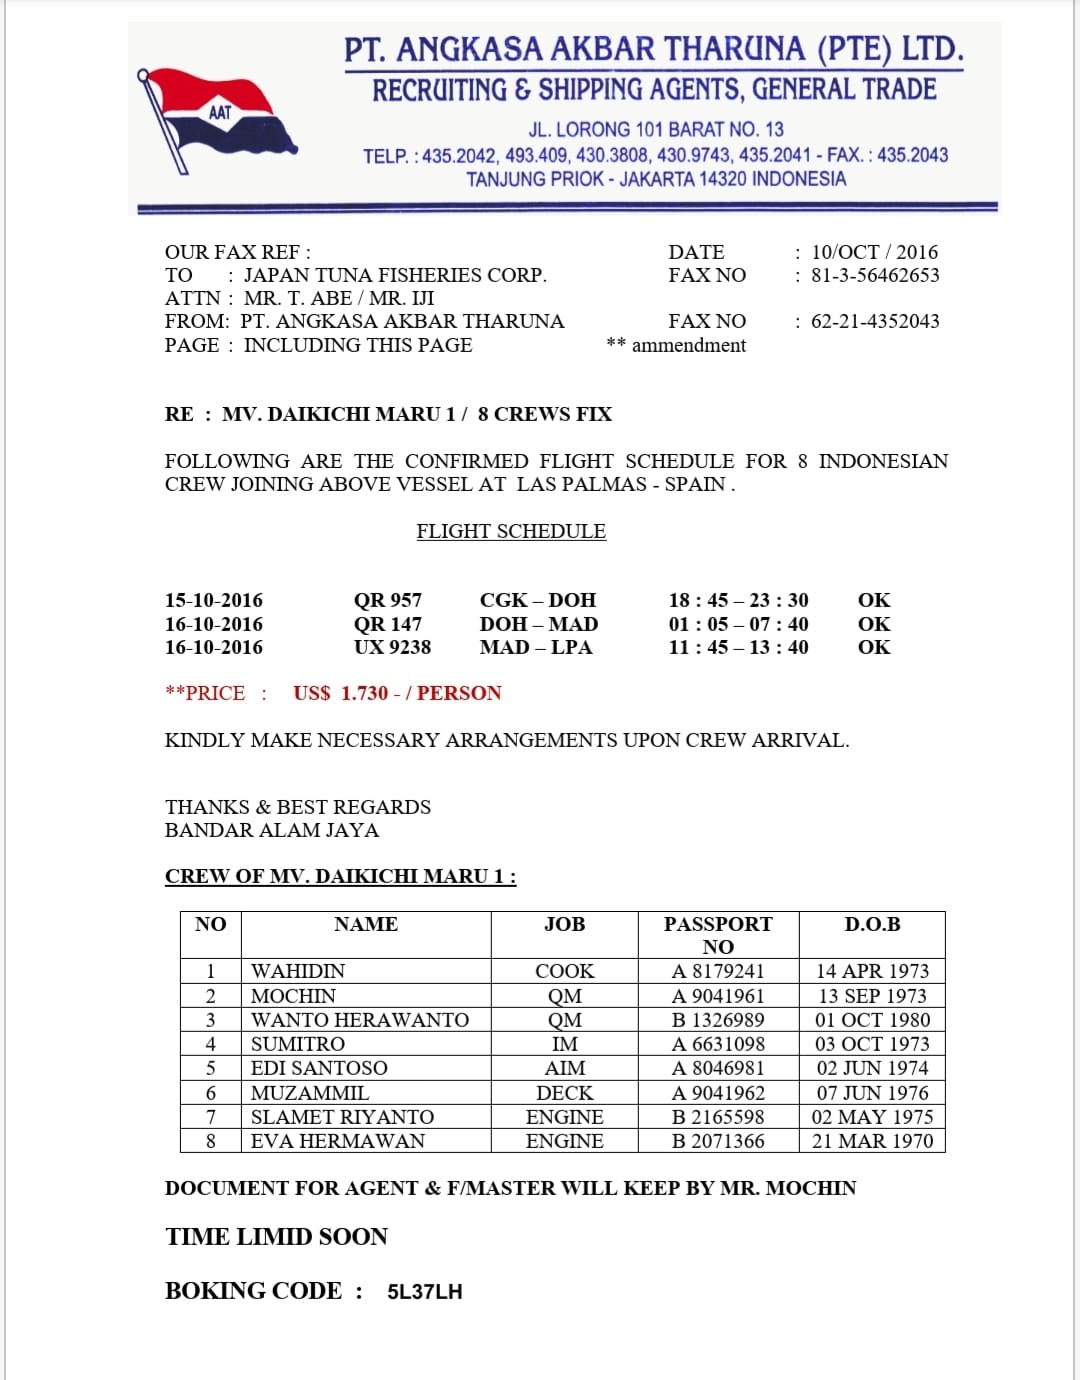 PT. ANGKASA AKBAR THARUNA (PTE) LTD.
RECRUITING & SHIPPING AGENTS, GENERAL TRADE
AAT
JL. LORONG 101 BARAT NO. 13
TELP. : 435.2042, 493.409, 430.3808, 430.9743, 435.2041 - FAX. : 435.2043
TANJUNG PRIOK - JAKARTA 14320 INDONESIA
OUR FAX REF : DATE : 10/OCT / 2016
TO : JAPAN TUNA FISHERIES CORP. FAX NO : 81-3-56462653
ATTN : MR. T. ABE / MR. IJI
FROM: PT. ANGKASA AKBAR THARUNA FAX NO : 62-21-4352043
PAGE : INCLUDING THIS PAGE ** ammendment
RE : MV. DAIKICHI MARU 1 / 8 CREWS FIX
FOLLOWING ARE THE CONFIRMED FLIGHT SCHEDULE FOR 8 INDONESIAN
CREW JOINING ABOVE VESSEL AT LAS PALMAS - SPAIN .
FLIGHT SCHEDULE
15-10-2016 QR 957 CGK – DOH 18 : 45 – 23 : 30 OK
16-10-2016 QR 147 DOH – MAD 01 : 05 – 07 : 40 OK
16-10-2016 UX 9238 MAD – LPA 11 : 45 – 13 : 40 OK
**PRICE : US$ 1.730 - / PERSON
KINDLY MAKE NECESSARY ARRANGEMENTS UPON CREW ARRIVAL.
THANKS & BEST REGARDS
BANDAR ALAM JAYA
CREW OF MV. DAIKICHI MARU 1 :
NO NAME JOB PASSPORT NO D.O.B
1 WAHIDIN COOK A 8179241 14 APR 1973
2 MOCHIN QM A 9041961 13 SEP 1973
3 WANTO HERAWANTO QM B 1326989 01 OCT 1980
4 SUMITRO IM A 6631098 03 OCT 1973
5 EDI SANTOSO AIM A 8046981 02 JUN 1974
6 MUZAMMIL DECK A 9041962 07 JUN 1976
7 SLAMET RIYANTO ENGINE B 2165598 02 MAY 1975
8 EVA HERMAWAN ENGINE B 2071366 21 MAR 1970
DOCUMENT FOR AGENT & F/MASTER WILL KEEP BY MR. MOCHIN
TIME LIMID SOON
BOKING CODE : 5L37LH